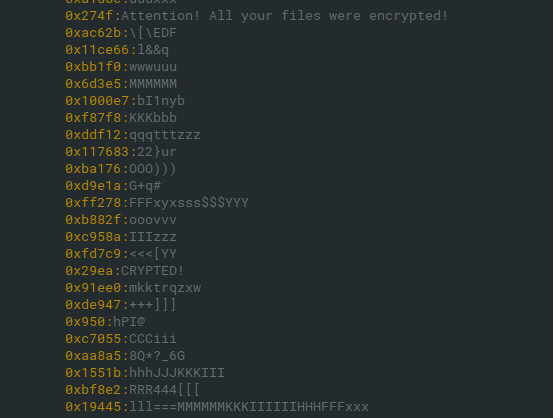 0x274f:Attention! All your files were encrypted!
0xac62b:\[\EDF
0x11ce66:l&&q
0xbb1f0:wwwuuu
0x6d3e5:MMMMMM
0x1000e7:bI1nyb
0xf87f8:KKKbbb
0xddf12:qqqtttzzz
0x117683:22}ur
0xba176:OOO)))
0xd9e1a:G+q#
0xff278:FFFxyxsss$$$YYY
0xb882f:ooovvv
0xc958a:IIIzzz
0xfd7c9:<<<[YY
0x29ea:CRYPTED!
0x91ee0:mkktrqzxw
0xde947:+++]]]
0x950:hPI@
0xc7055:CCCiii
0xaa8a5:8Q*?_6G
0x1551b:hhhJJJKKKIII
0xbf8e2:RRR444[[[
0x19445:lll===MMMMMMKKKIIIIIIHHHFFFxxx